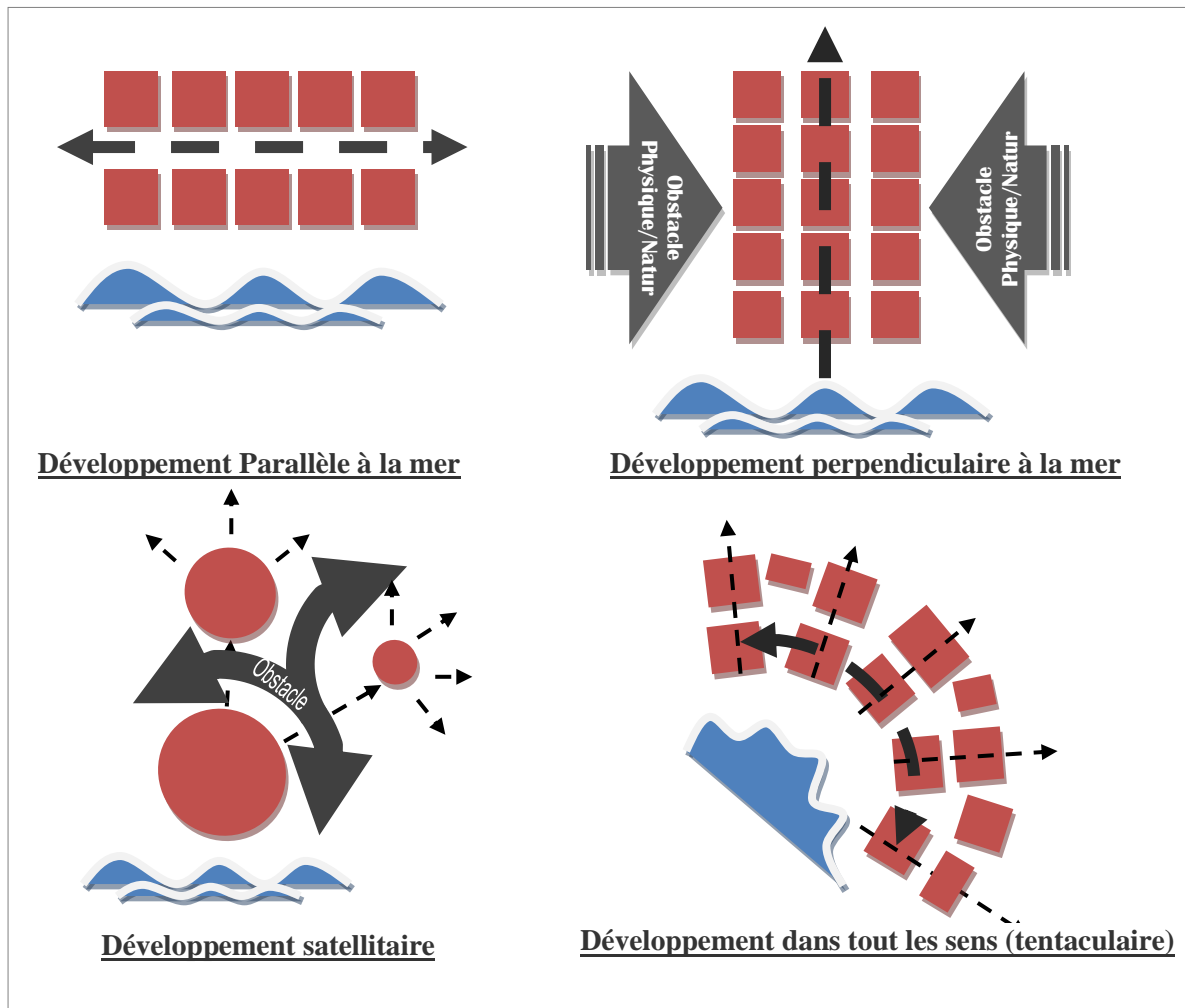 Obstacle
Physique/Natur
Obstacle
Physique/Natur
Développement Parallèle à la mer
Développement perpendiculaire à la mer
Obstacle
Développement satellitaire
Développement dans tout les sens (tentaculaire)